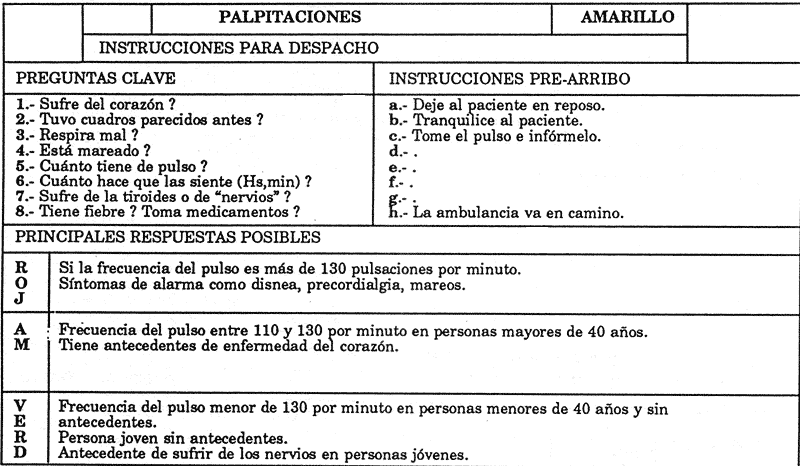 PALPITACIONES AMARILLO
INSTRUCCIONES PARA DESPACHO
PREGUNTAS CLAVE
1.- Sufre del corazón ?
2.- Tuvo cuadros parecidos antes ?
3.- Respira mal ?
4.- Está mareado ?
5.- Cuánto tiene de pulso ?
6.- Cuánto hace que las siente (Hs,min) ?
7.- Sufre de la tiroides o de "nervios" ?
8.- Tiene fiebre ? Toma medicamentos ?
INSTRUCCIONES PRE-ARRIBO
a.- Deje al paciente en reposo.
b.- Tranquilice al paciente.
c.- Tome el pulso e infórmelo.
d.- .
e.- .
f.- .
g.- .
h.- La ambulancia va en camino.
PRINCIPALES RESPUESTAS POSIBLES
R
O
J
Si la frecuencia del pulso es más de 130 pulsaciones por minuto.
Síntomas de alarma como disnea, precordialgia, mareos.
A
M
Frecuencia del pulso entre 110 y 130 por minuto en personas mayores de 40 años.
Tiene antecedentes de enfermedad del corazón.
V
E
R
D
Frecuencia del pulso menor de 130 por minuto en personas menores de 40 años y sin
antecedentes.
Persona joven sin antecedentes.
Antecedente de sufrir de los nervios en personas jóvenes.